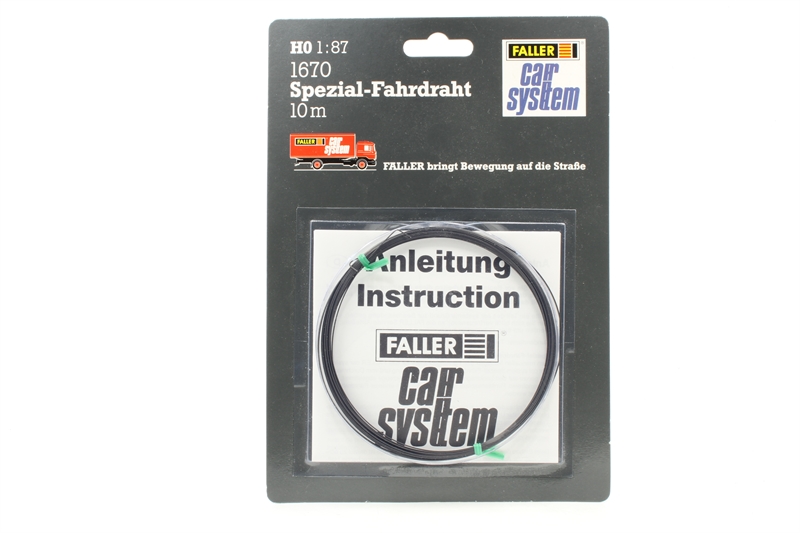 H0 1:87
1670
Spezial-Fahrdraht
10m
FALLER
car
system
FALLER
car
system
FALLER bringt Bewegung auf die Straße
Anleitung
Instruction
FALLER
®
car
system